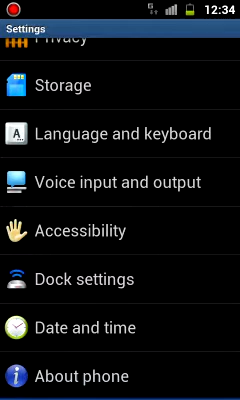 12:34
Settings
Privacy
Storage
Language and keyboard
Voice input and output
Accessibility
Dock settings
Date and time
About phone